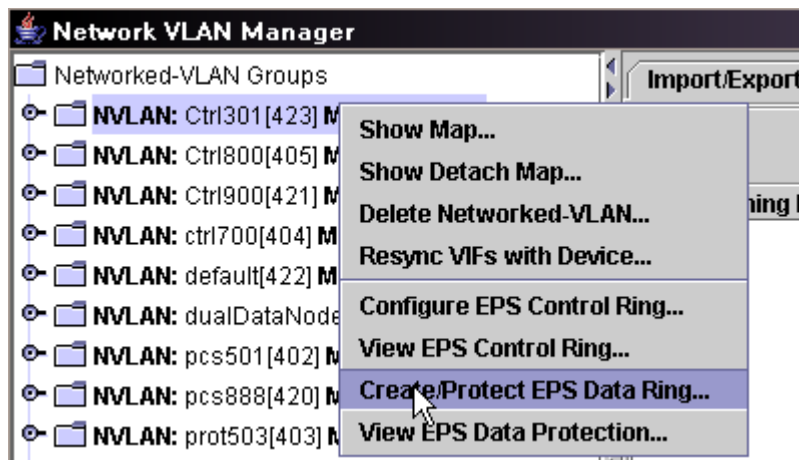 Network VLAN Manager
Networked-VLAN Groups
Import/Export
NVLAN: Ctrl301[423]
NVLAN: Ctrl800[405]
NVLAN: Ctrl900[421]
NVLAN: ctrl700[404]
NVLAN: default[422]
NVLAN: dualDataNode
NVLAN: pcs501[402]
NVLAN: pcs888[420]
NVLAN: prot503[403]
Show Map...
Show Detach Map...
Delete Networked-VLAN...
Resync VIFs with Device...
Configure EPS Control Ring...
View EPS Control Ring...
Create/Protect EPS Data Ring...
View EPS Data Protection...